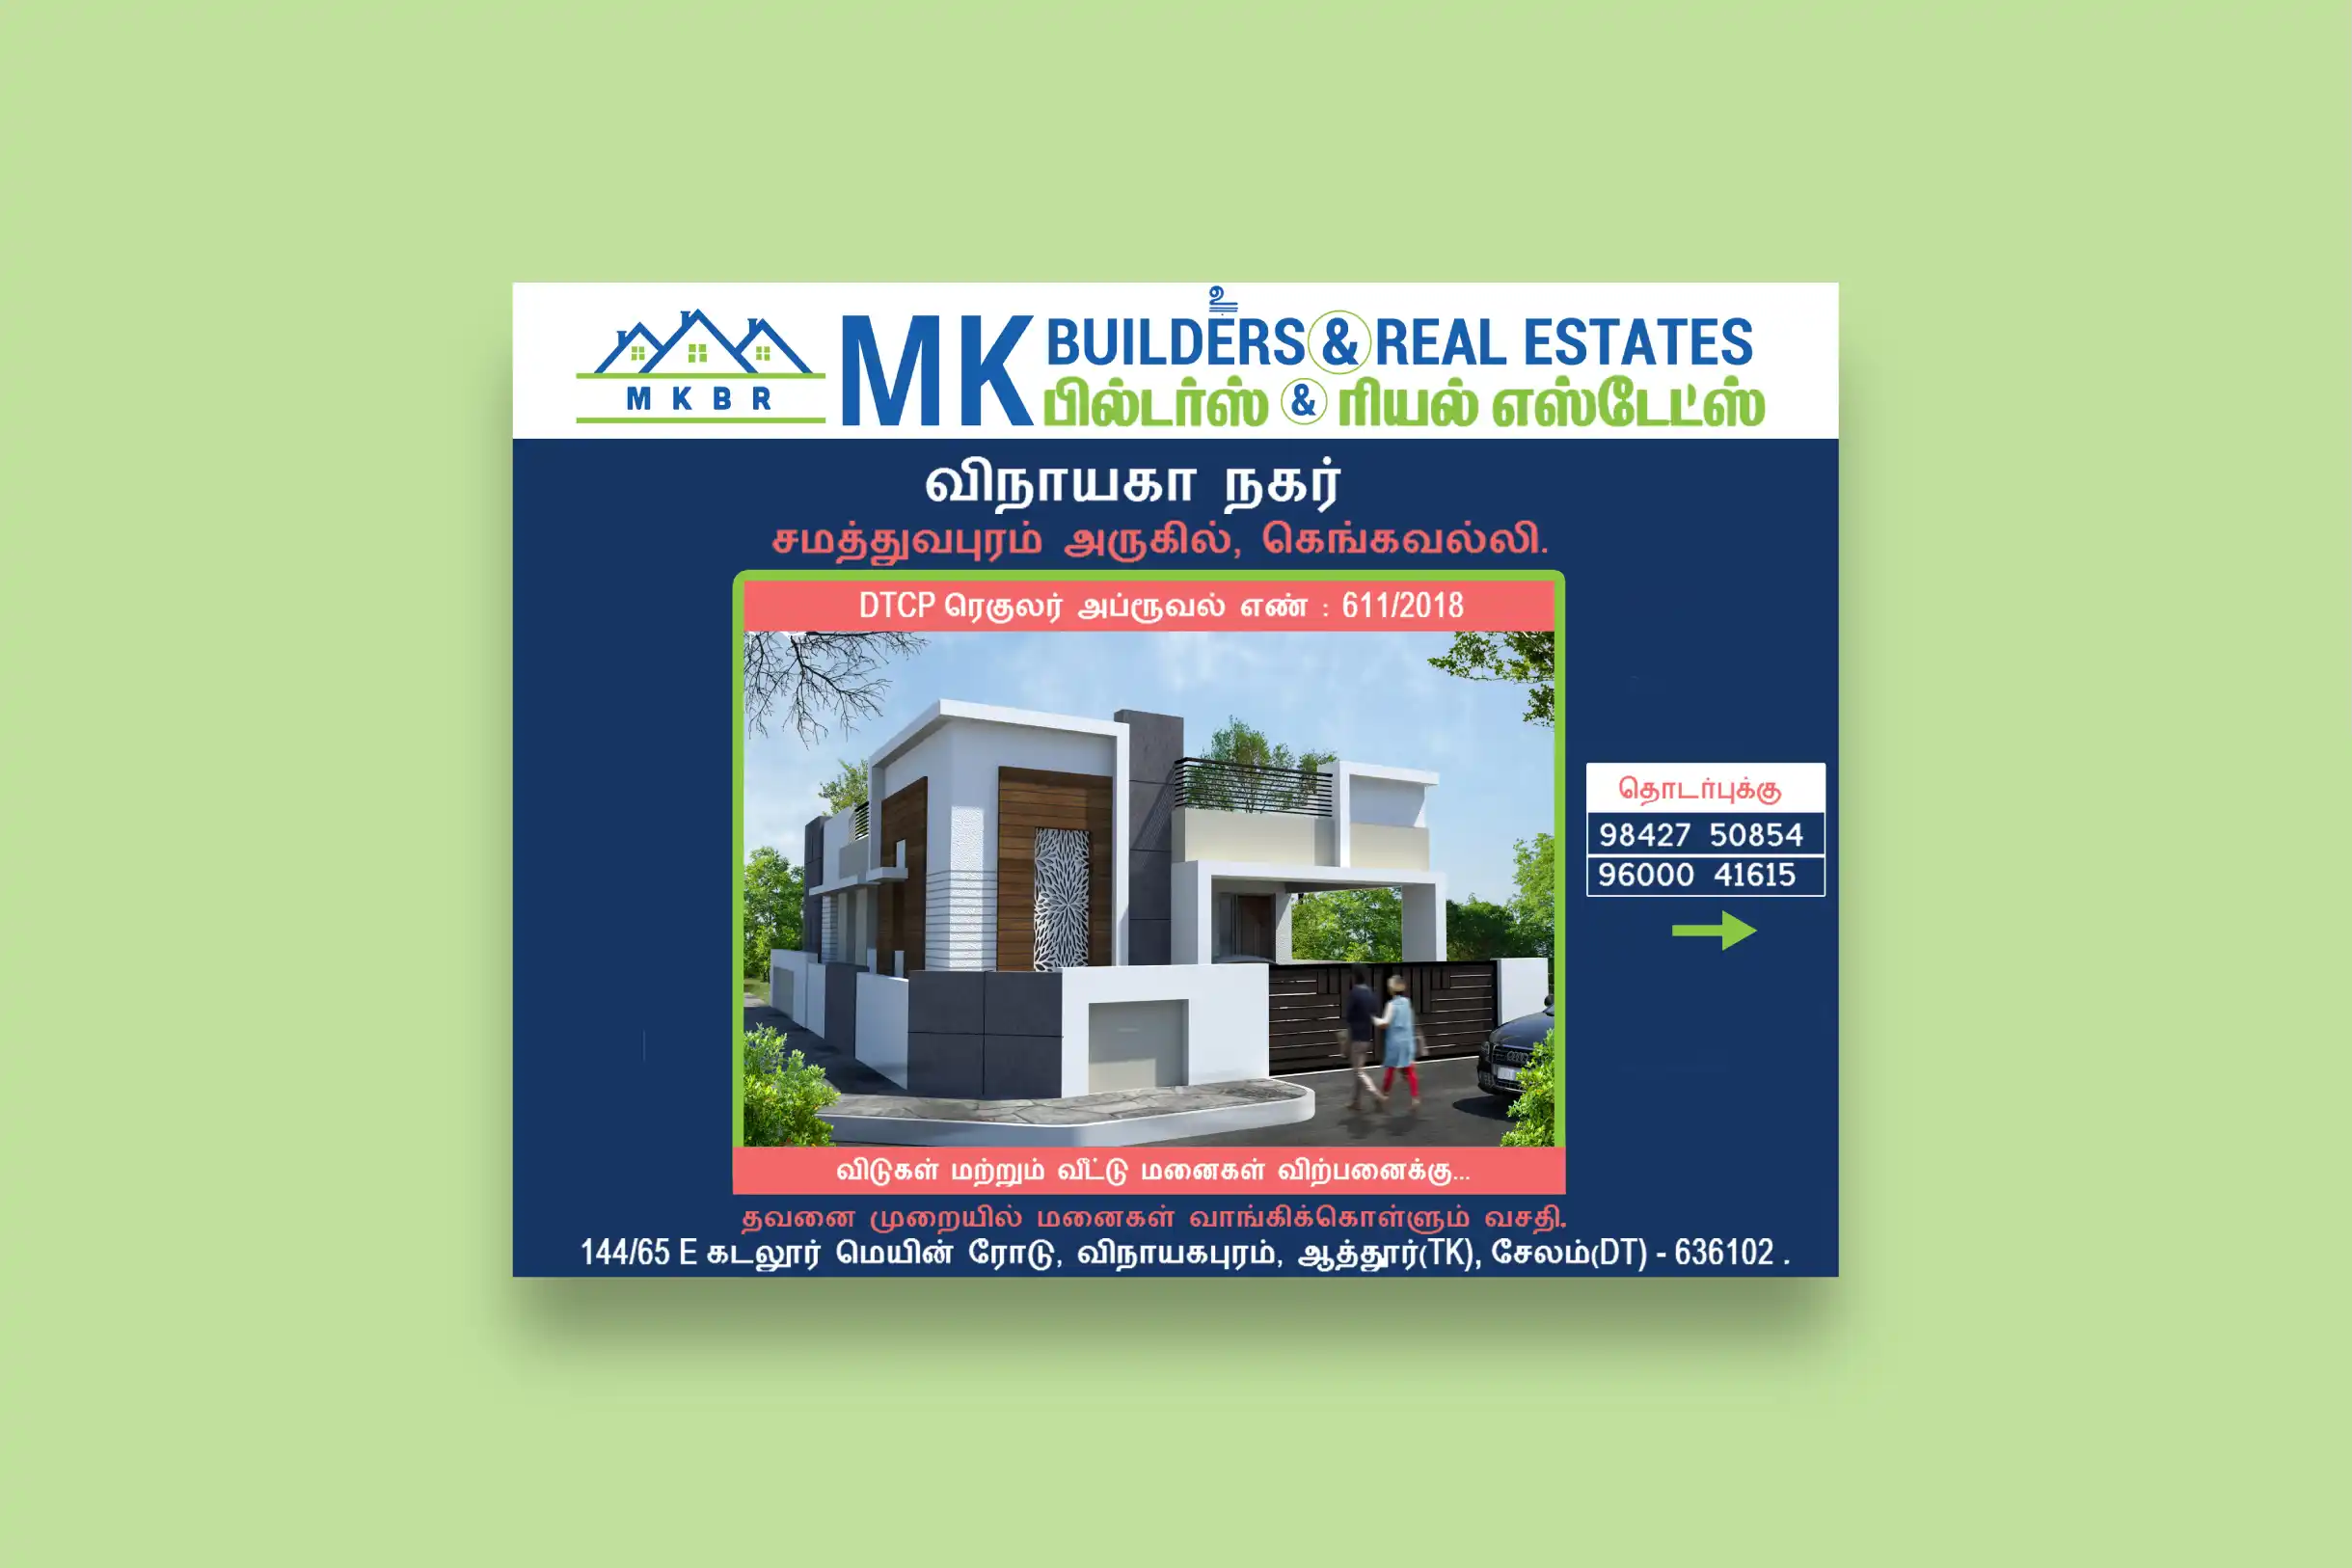 உ
MKBR
MK BUILDERS & REAL ESTATES
பில்டர்ஸ் & ரியல் எஸ்டேட்ஸ்
விநாயகா நகர்
சமத்துவபுரம் அருகில், கெங்கவல்லி.
DTCP ரெகுலர் அப்ரூவல் எண் : 611/2018
தொடர்புக்கு
98427 50854
96000 41615
விடுகள் மற்றும் வீட்டு மனைகள் விற்பனைக்கு...
தவணை முறையில் மனைகள் வாங்கிக்கொள்ளும் வசதி.
144/65 E கடலூர் மெயின் ரோடு, விநாயகபுரம், ஆத்தூர்(TK), சேலம்(DT) - 636102 .